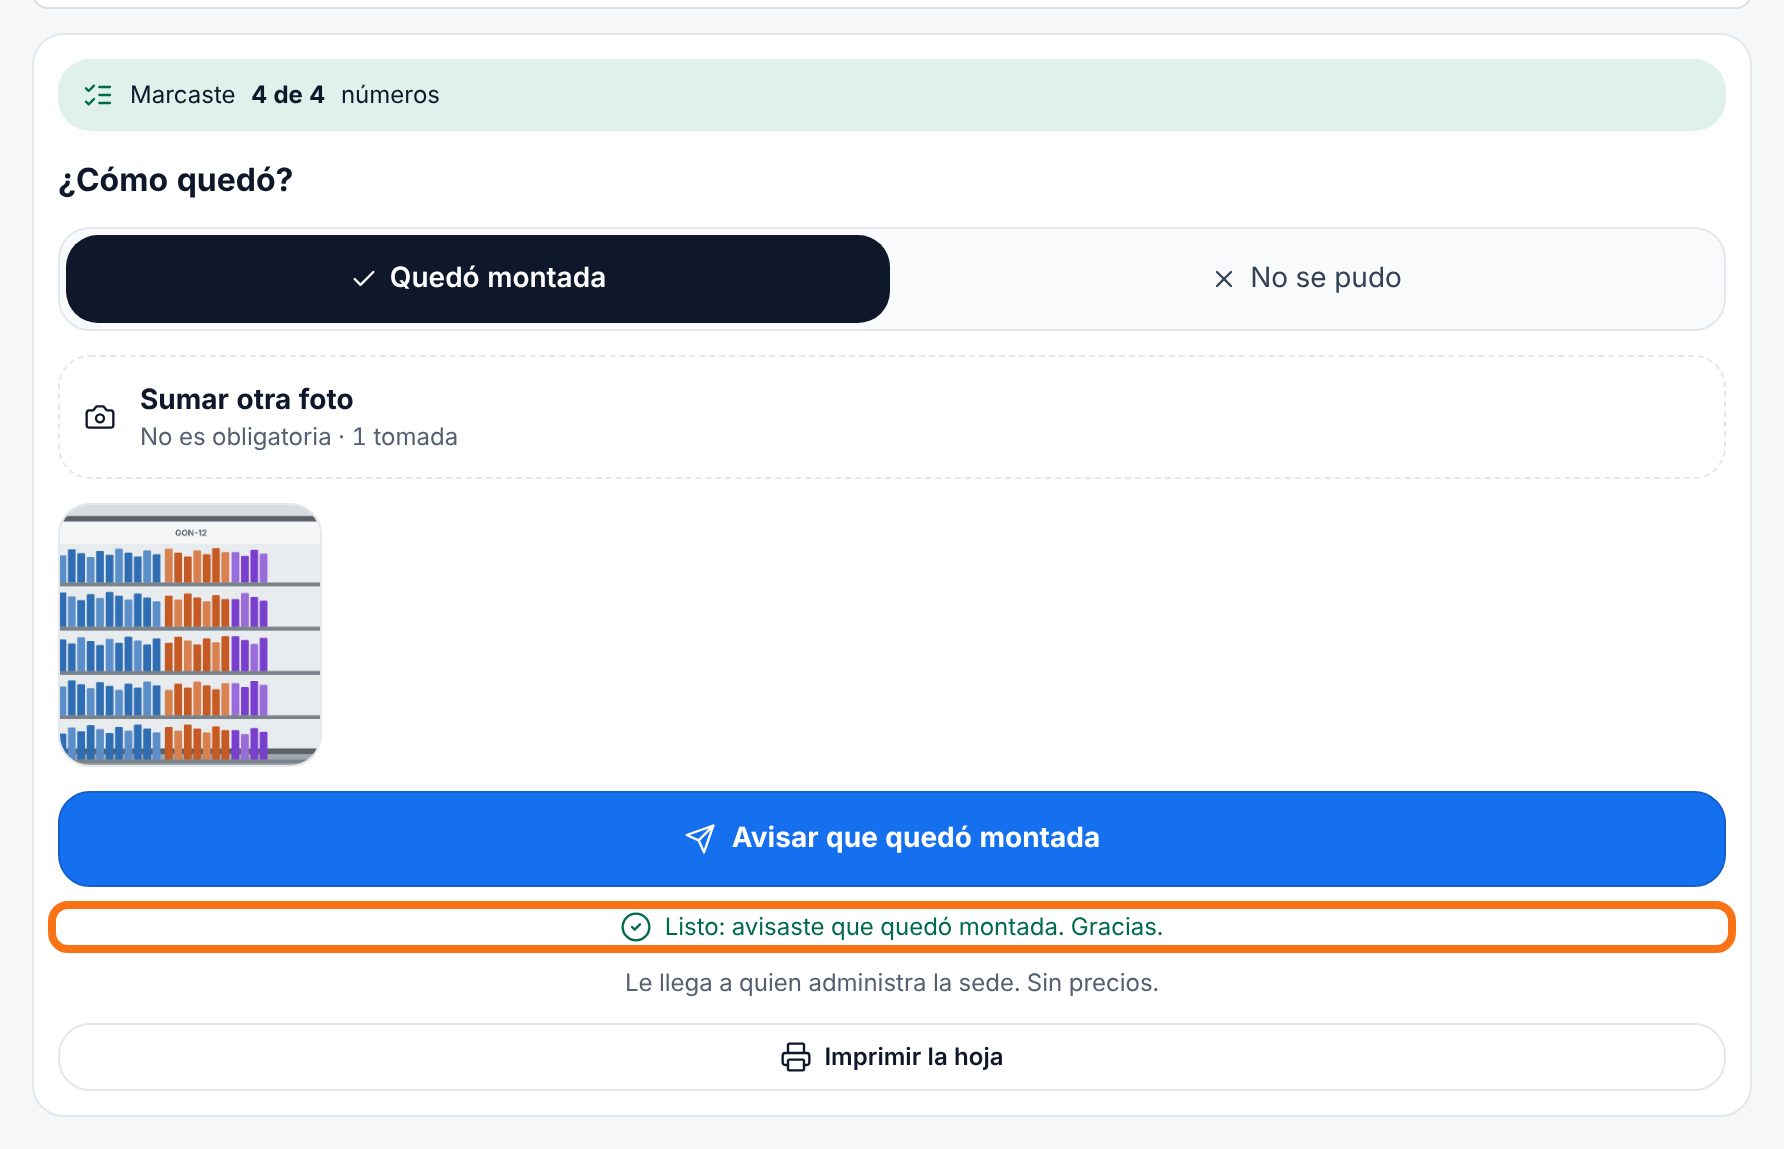 Marcaste 4 de 4 números
¿Cómo quedó?
Quedó montada
No se pudo
Sumar otra foto
No es obligatoria · 1 tomada
GON-12
Avisar que quedó montada
Listo: avisaste que quedó montada. Gracias.
Le llega a quien administra la sede. Sin precios.
Imprimir la hoja